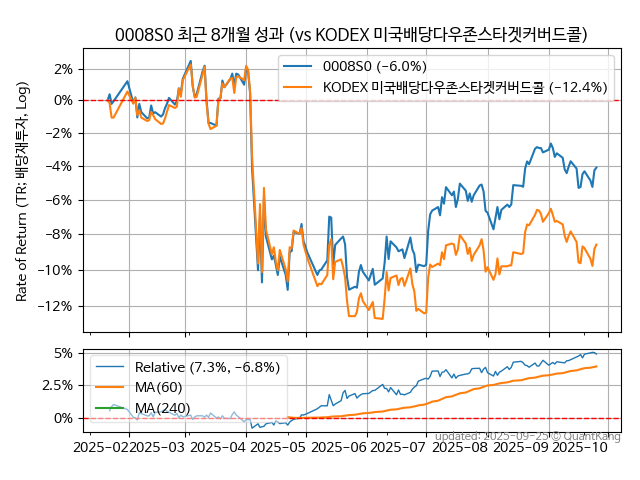 0008S0 최근 8개월 성과 (vs KODEX 미국배당다우존스타겟커버드콜)
Rate of Return (TR: 배당재투자, Log)
2%
0%
−2%
−4%
−6%
−8%
−10%
−12%
0008S0 (−6.0%)
KODEX 미국배당다우존스타겟커버드콜 (−12.4%)
5%
2.5%
0%
Relative (7.3%, −6.8%)
MA(60)
MA(240)
2025−02 2025−03 2025−04 2025−05 2025−06 2025−07 2025−08 2025−09 2025−10
updated: 2025-09-25 © QuantKang